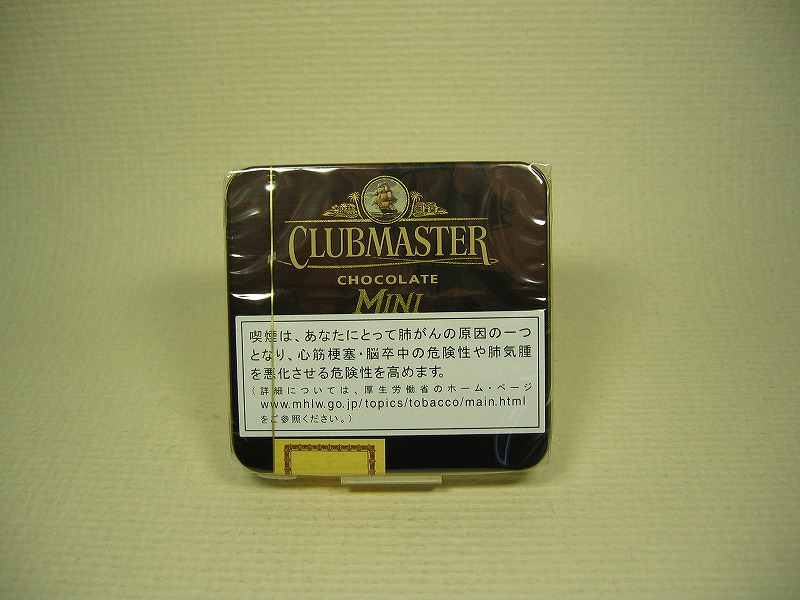 CLUBMASTER
CHOCOLATE
MINI
喫煙は、あなたにとって肺がんの原因の一つ
となり、心筋梗塞・脳卒中の危険性や肺気腫
を悪化させる危険性を高めます。
(詳細については、厚生労働省のホーム・ページ
www.mhlw.go.jp/topics/tobacco/main.html
をご参照ください。)